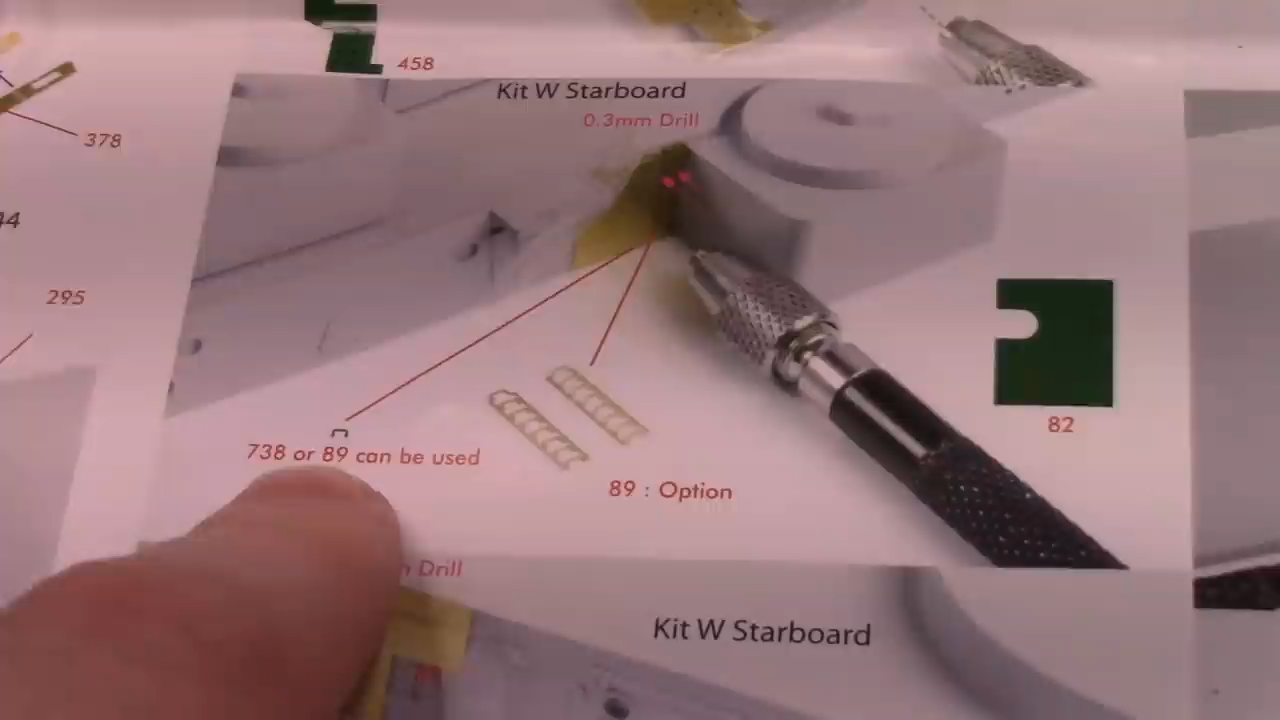 458
Kit W Starboard
0.3mm Drill
378
44
295
82
738 or 89 can be used
89 : Option
Drill
Kit W Starboard